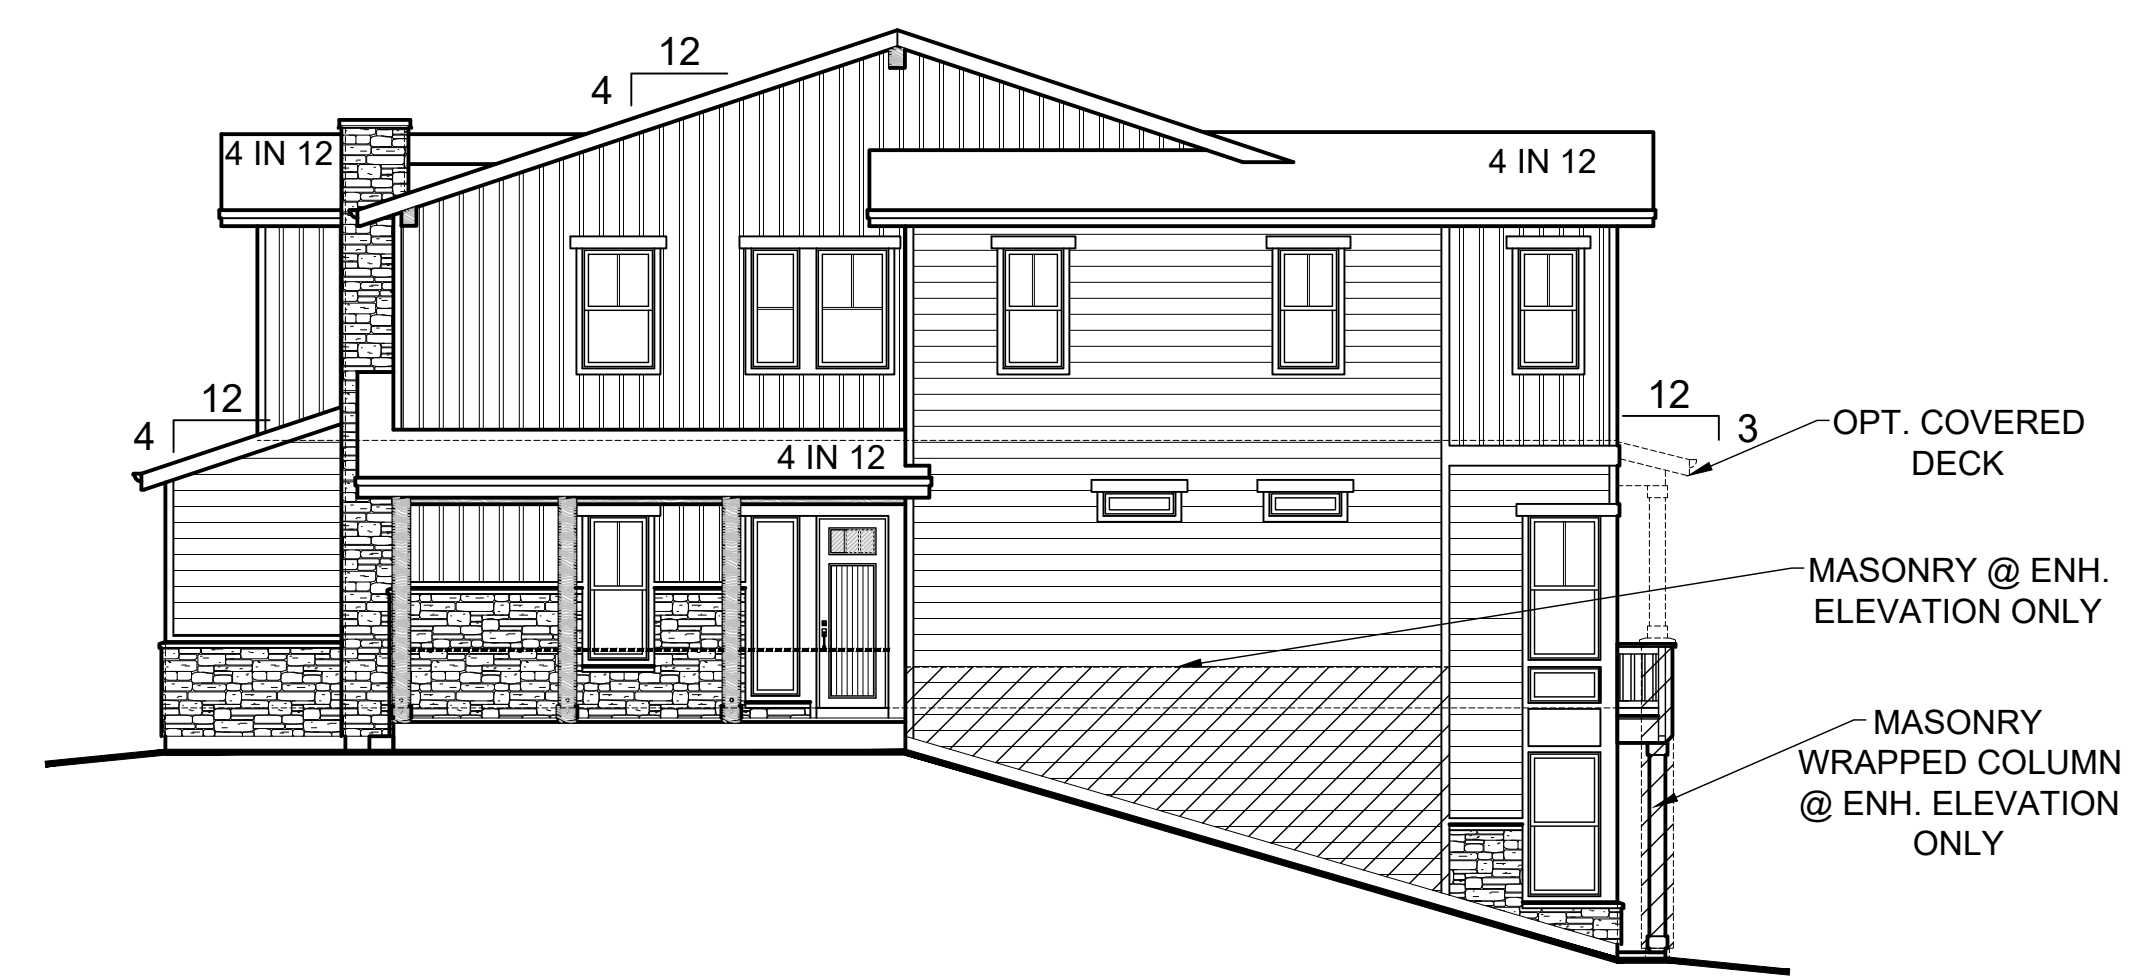 12
4
4 IN 12
4 IN 12
12
4
12
3
4 IN 12
OPT. COVERED
DECK
MASONRY @ ENH.
ELEVATION ONLY
MASONRY
WRAPPED COLUMN
@ ENH. ELEVATION
ONLY